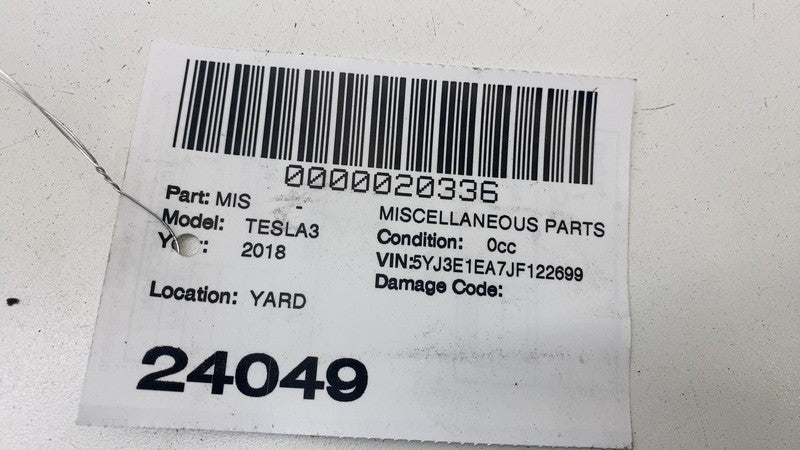 0000020336
Part: MIS -
MISCELLANEOUS PARTS
Model: TESLA3
Condition: 0cc
2018
VIN:5YJ3E1EA7JF122699
Damage Code:
Location: YARD
24049